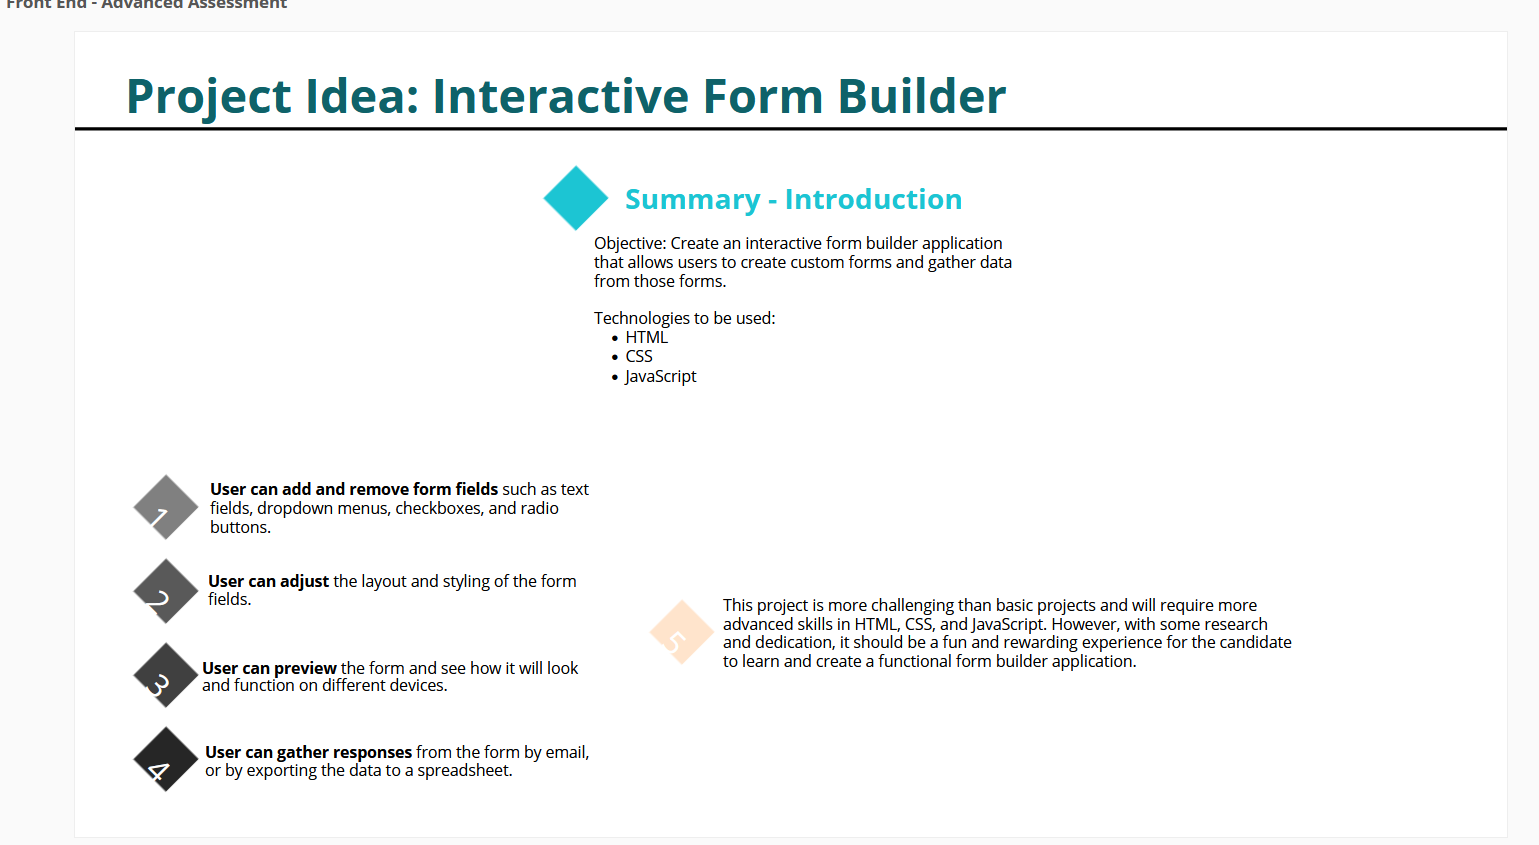 Front End - Advanced Assessment
Project Idea: Interactive Form Builder
Summary - Introduction
Objective: Create an interactive form builder application
that allows users to create custom forms and gather data
from those forms.
Technologies to be used:
• HTML
• CSS
• JavaScript
1
User can add and remove form fields such as text
fields, dropdown menus, checkboxes, and radio
buttons.
2
User can adjust the layout and styling of the form
fields.
3
User can preview the form and see how it will look
and function on different devices.
4
User can gather responses from the form by email,
or by exporting the data to a spreadsheet.
5
This project is more challenging than basic projects and will require more
advanced skills in HTML, CSS, and JavaScript. However, with some research
and dedication, it should be a fun and rewarding experience for the candidate
to learn and create a functional form builder application.